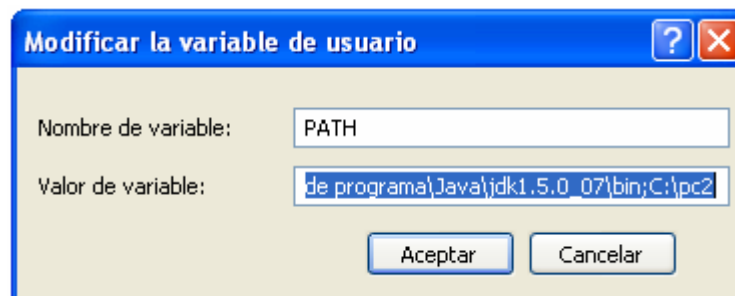 Modificar la variable de usuario
Nombre de variable: PATH
Valor de variable: de programa\Java\jdk1.5.0_07\bin;C:\pc2
Aceptar Cancelar